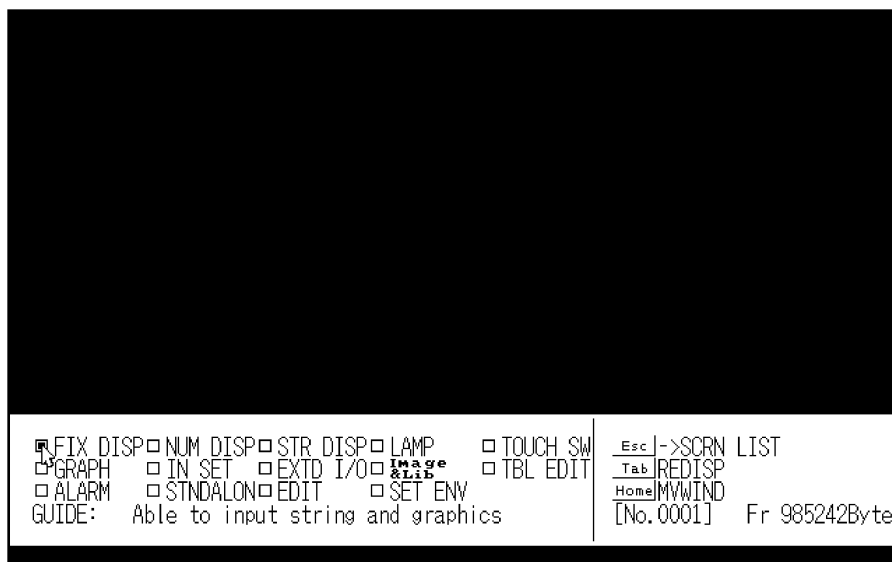 FIX DISP NUM DISP STR DISP LAMP TOUCH SW Esc ->SCRN LIST
GRAPH IN SET EXTD I/O Image &Lib TBL EDIT Tab REDISP
ALARM STNDALON EDIT SET ENV Home MVWIND
GUIDE: Able to input string and graphics [No.0001] Fr 985242Byte